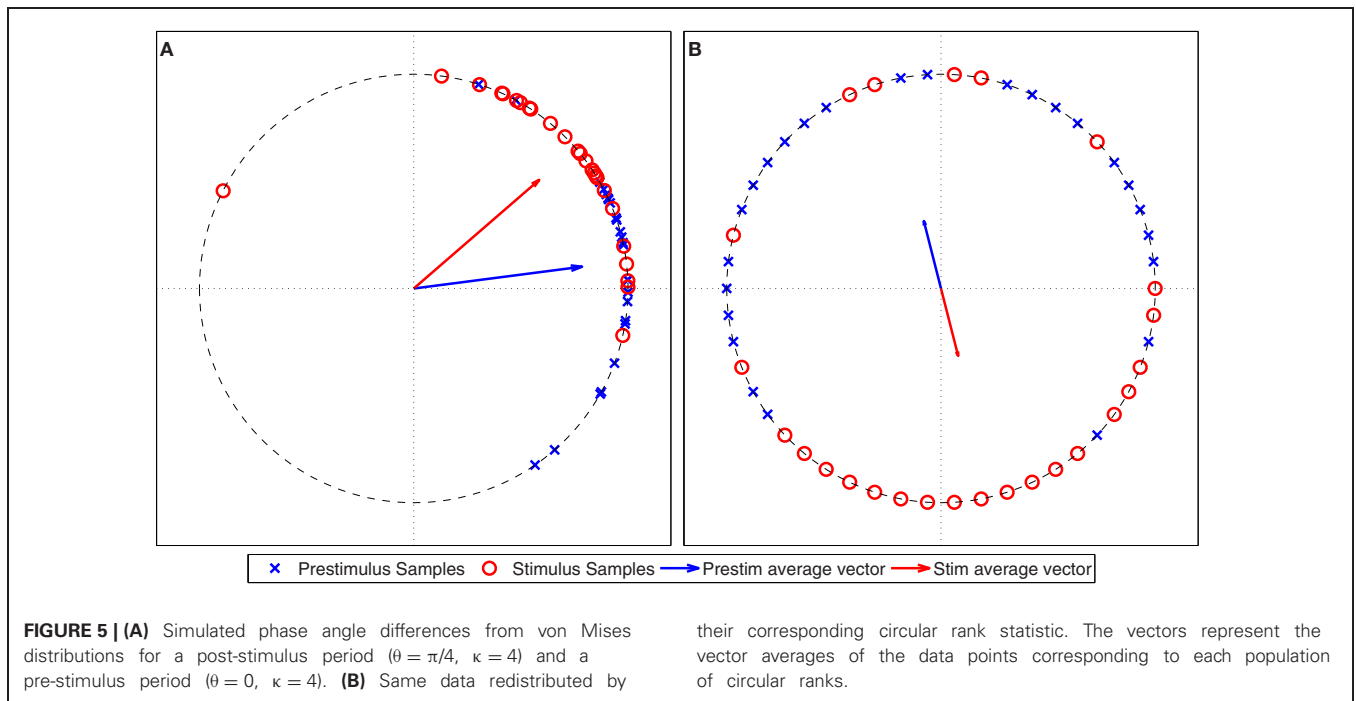 A
B
Prestimulus Samples Stimulus Samples Prestim average vector Stim average vector
FIGURE 5 | (A) Simulated phase angle differences from von Mises
distributions for a post-stimulus period (θ = π/4, κ = 4) and a
pre-stimulus period (θ = 0, κ = 4). (B) Same data redistributed by
their corresponding circular rank statistic. The vectors represent the
vector averages of the data points corresponding to each population
of circular ranks.